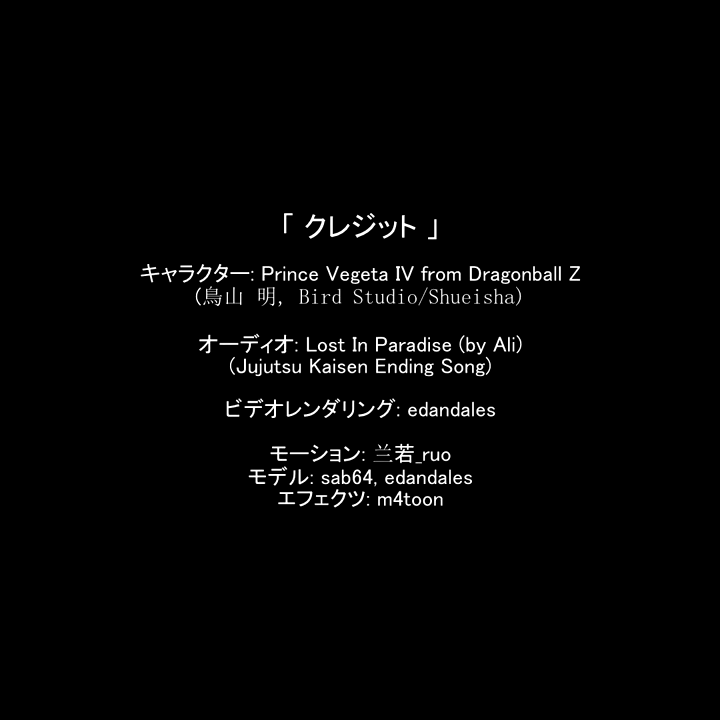 「 クレジット 」
キャラクター: Prince Vegeta IV from Dragonball Z
(鳥山 明, Bird Studio/Shueisha)
オーディオ: Lost In Paradise (by Ali)
(Jujutsu Kaisen Ending Song)
ビデオレンダリング: edandales
モーション: 兰若_ruo
モデル: sab64, edandales
エフェクツ: m4toon